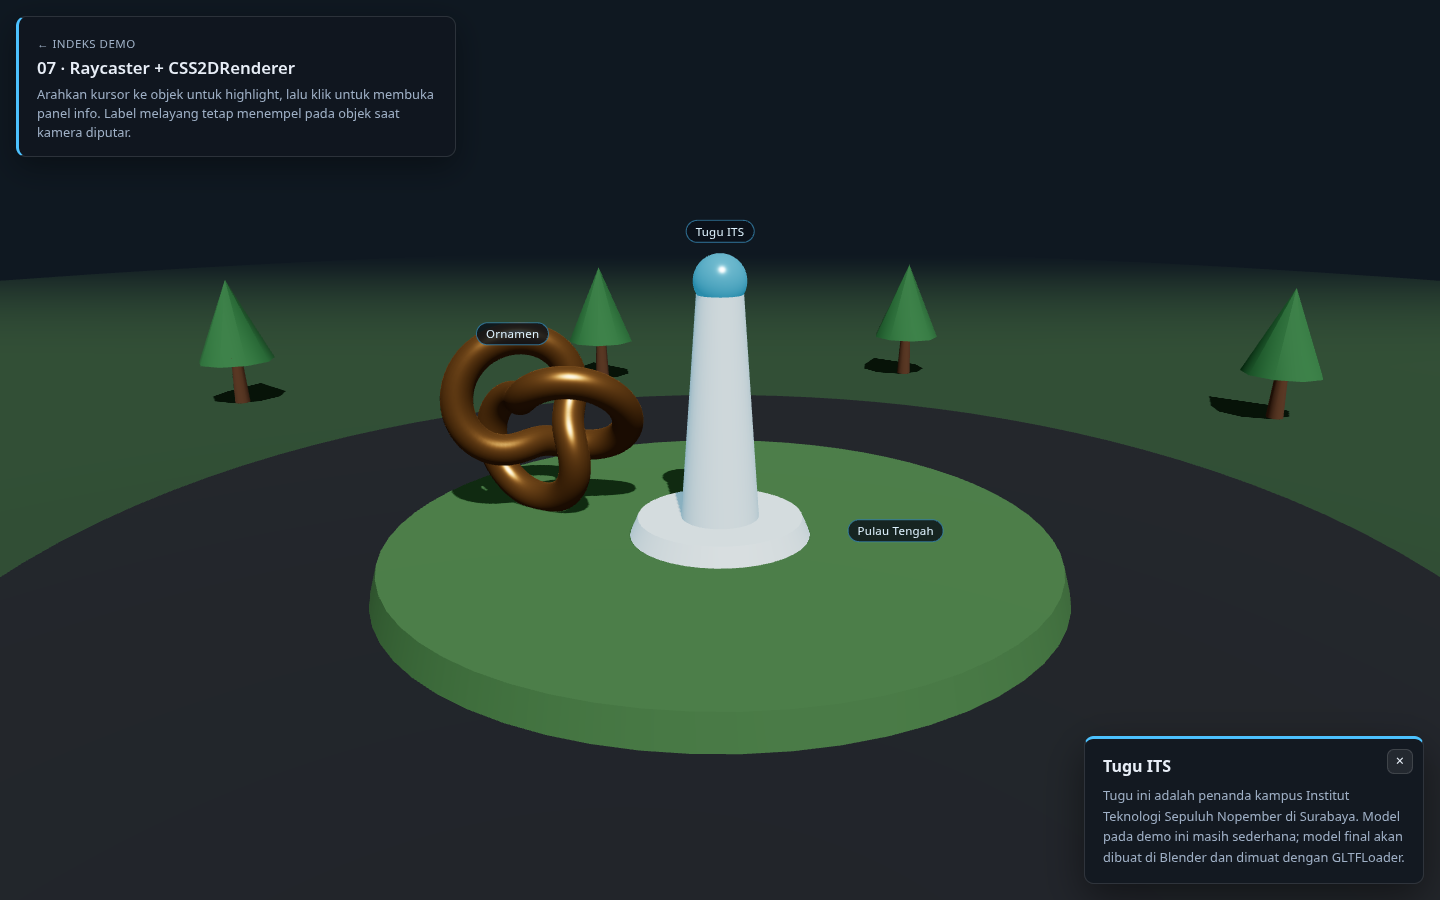 ← INDEKS DEMO
07 · Raycaster + CSS2DRenderer
Arahkan kursor ke objek untuk highlight, lalu klik untuk membuka
panel info. Label melayang tetap menempel pada objek saat
kamera diputar.
Tugu ITS
Ornamen
Pulau Tengah
Tugu ITS
×
Tugu ini adalah penanda kampus Institut
Teknologi Sepuluh Nopember di Surabaya. Model
pada demo ini masih sederhana; model final akan
dibuat di Blender dan dimuat dengan GLTFLoader.